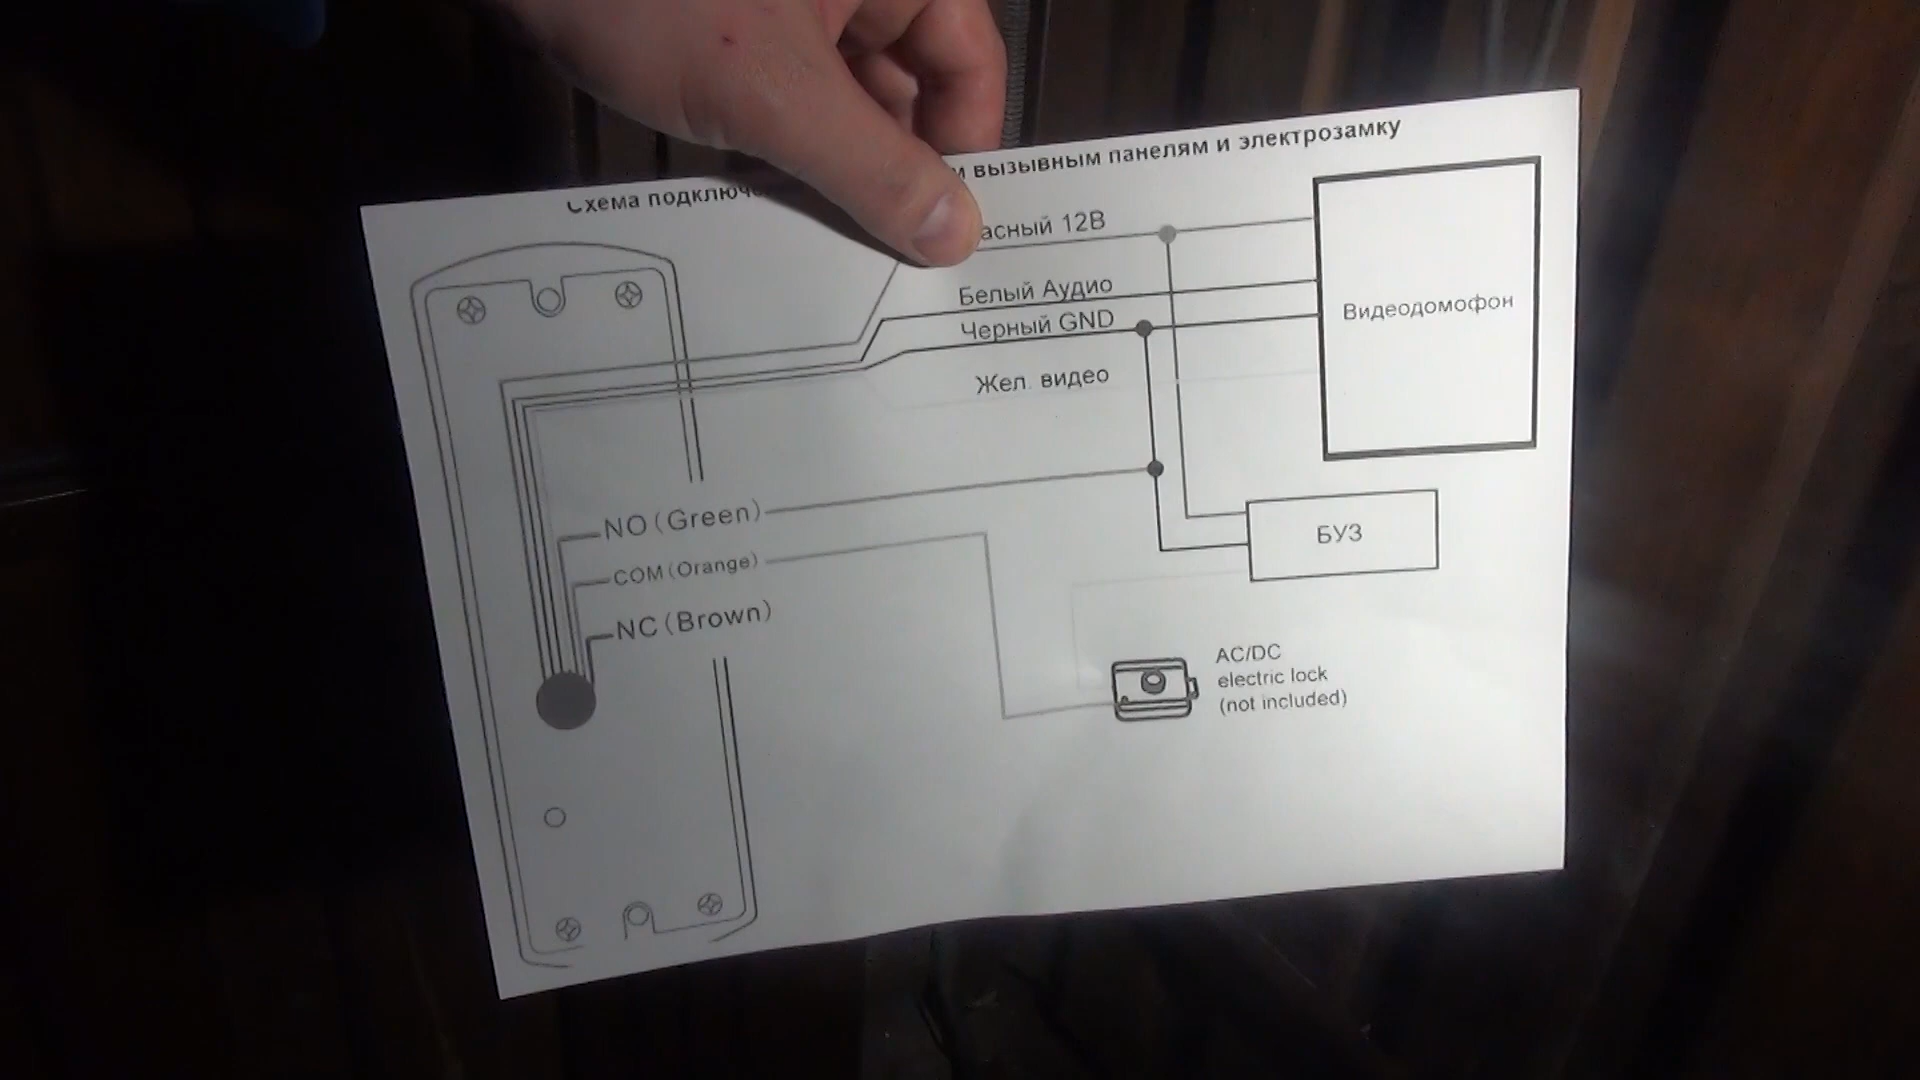 Схема подключ
вызывным панелям и электрозамку
асный 12В
Белый Аудио
Черный GND
Жел. видео
Видеодомофон
NO (Green)
COM (Orange)
NC (Brown)
БУЗ
AC/DC
electric lock
(not included)